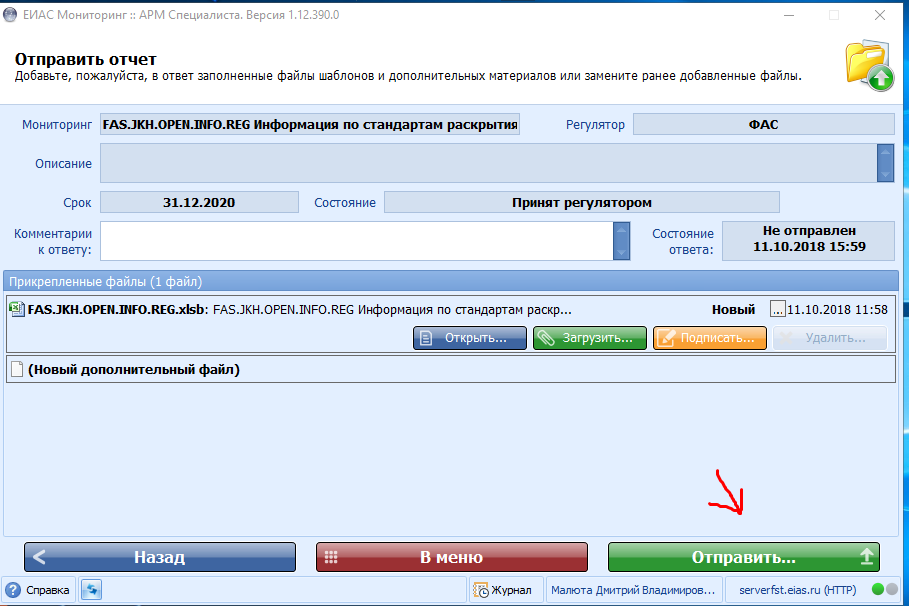 ЕИАС Мониторинг :: АРМ Специалиста. Версия 1.12.390.0
Отправить отчет
Добавьте, пожалуйста, в ответ заполненные файлы шаблонов и дополнительных материалов или замените ранее добавленные файлы.
Мониторинг FAS.JKH.OPEN.INFO.REG Информация по стандартам раскрытия Регулятор ФАС
Описание
Срок 31.12.2020 Состояние Принят регулятором
Комментарии к ответу: Состояние ответа: Не отправлен 11.10.2018 15:59
Прикрепленные файлы (1 файл)
FAS.JKH.OPEN.INFO.REG.xlsb: FAS.JKH.OPEN.INFO.REG Информация по стандартам раскр... Новый ... 11.10.2018 11:58
Открыть... Загрузить... Подписать... Удалить...
(Новый дополнительный файл)
Назад В меню Отправить...
Справка Журнал Малюта Дмитрий Владимиров... serverfst.eias.ru (HTTP)